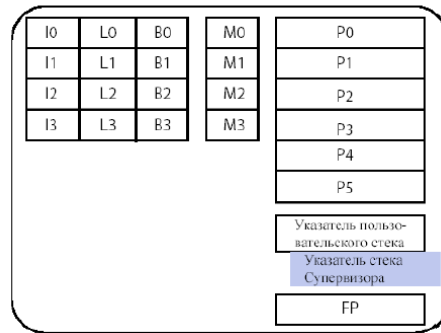 I0 L0 B0 M0 P0
I1 L1 B1 M1 P1
I2 L2 B2 M2 P2
I3 L3 B3 M3 P3
P4
P5
Указатель пользо-
вательского стека
Указатель стека
Супервизора
FP